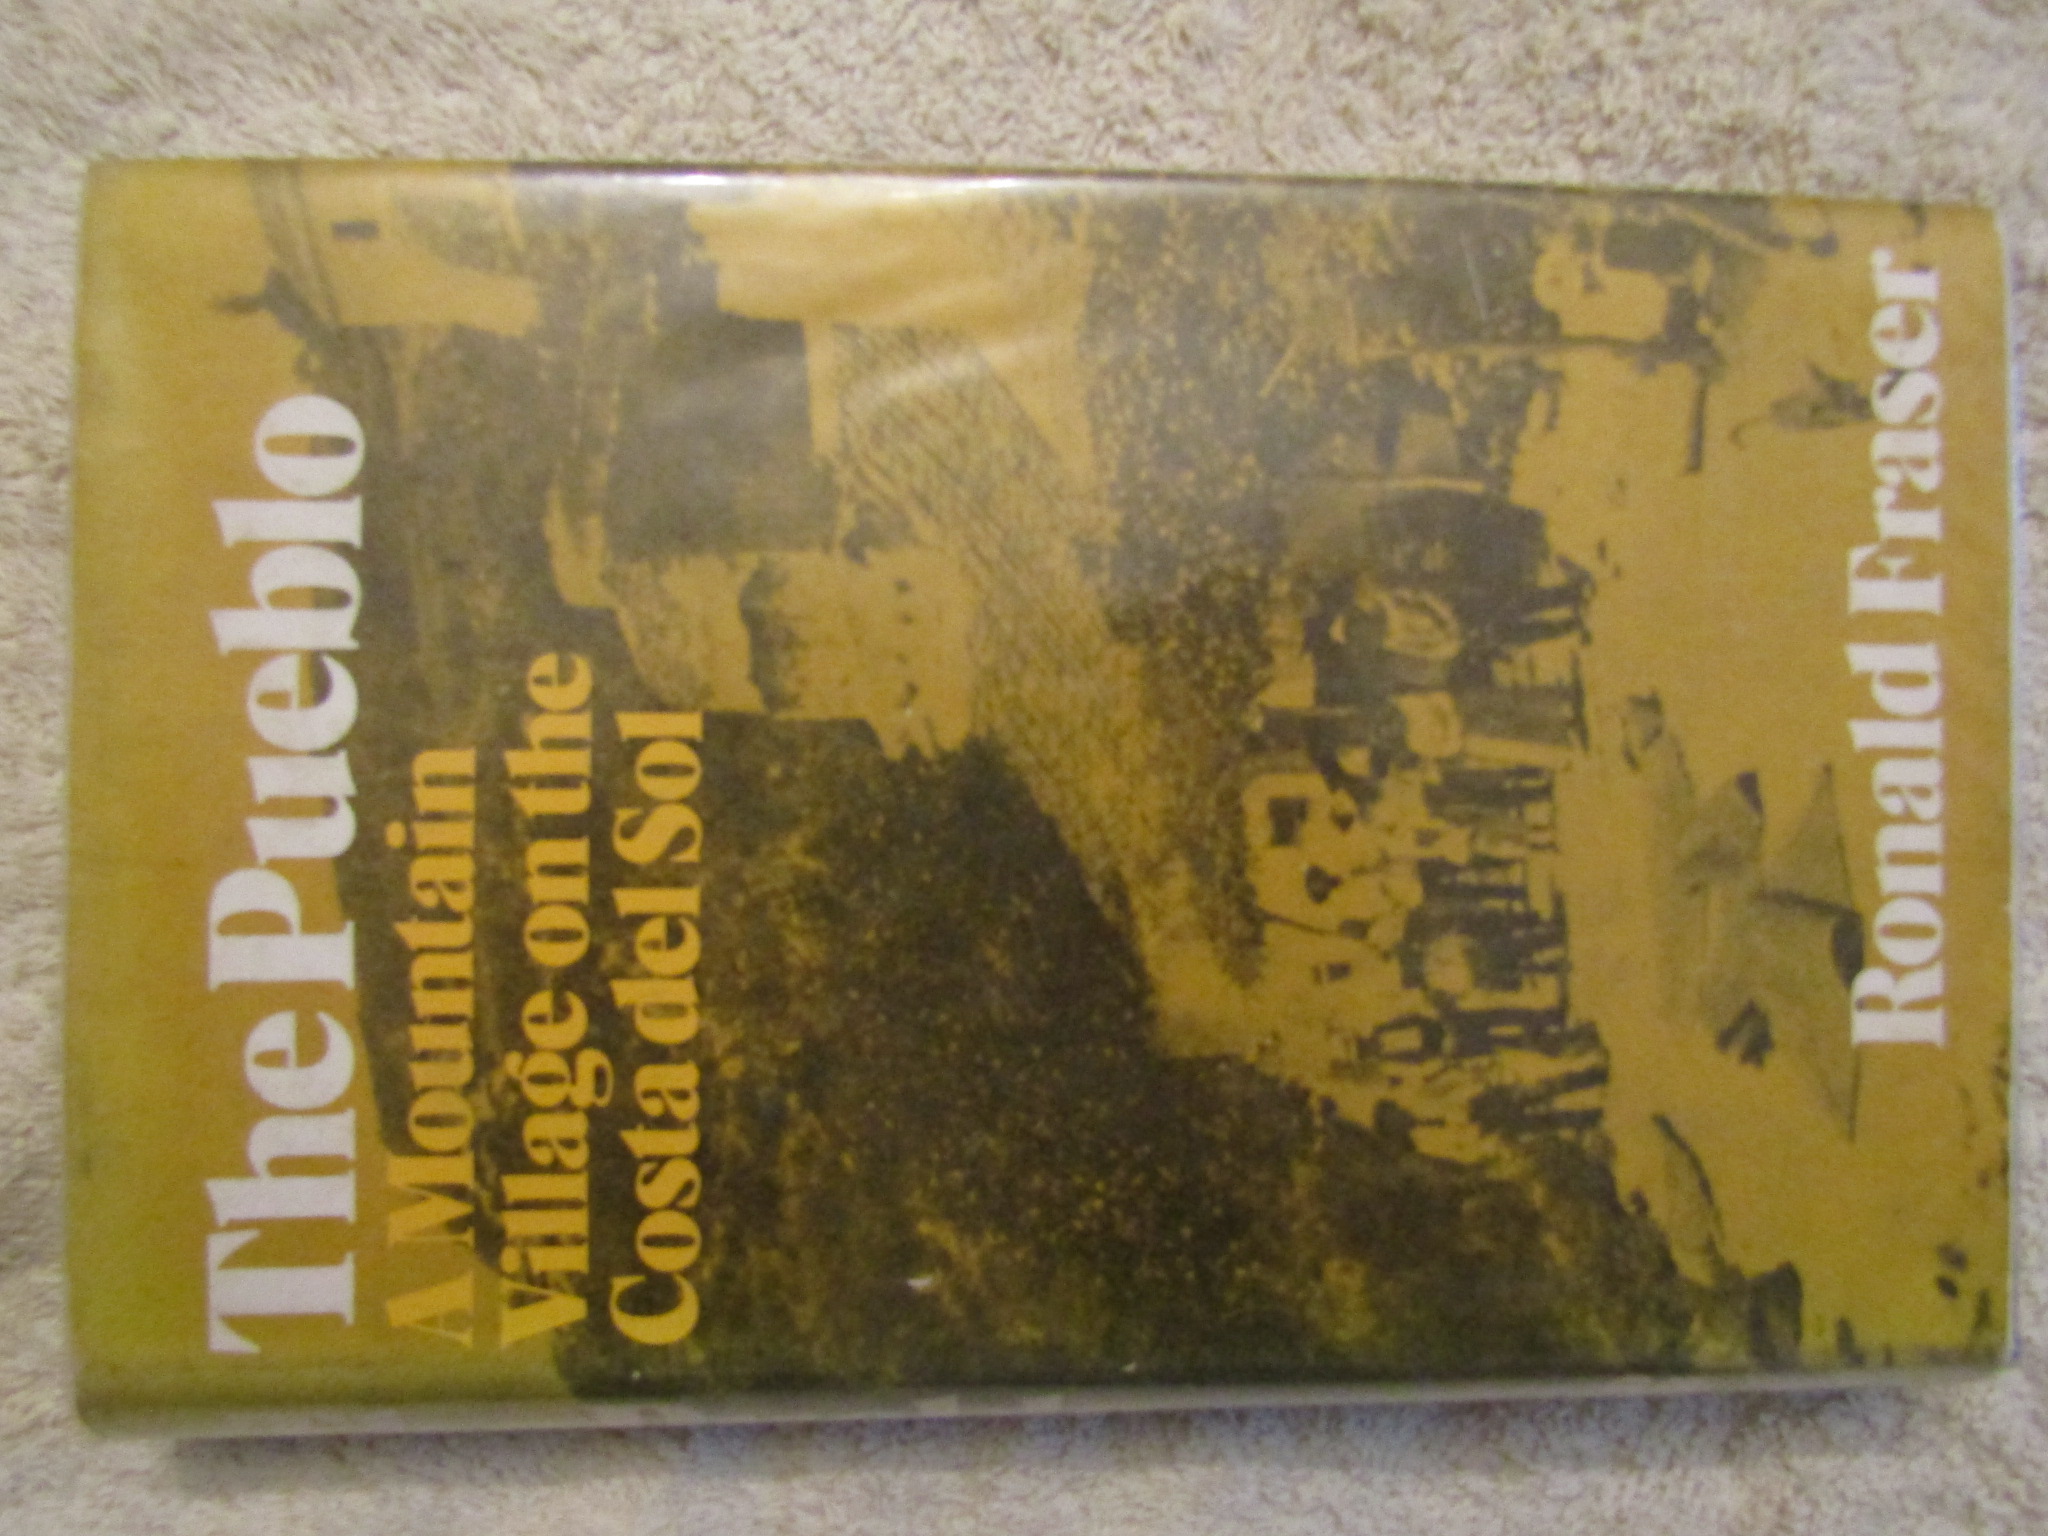 The Pueblo
A Mountain
Village on the
Costa del Sol
Ronald Fraser